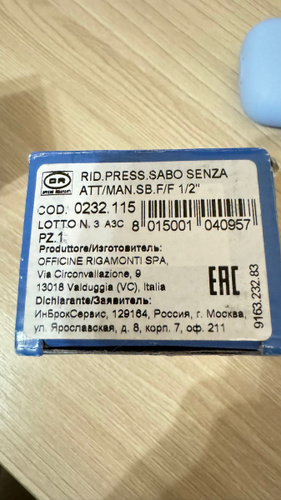 OR
RID.PRESS.SABO SENZA
ATT/MAN.SB.F/F 1/2"
COD. 0232.115
LOTTO N. 3 A3C 8 015001 040957
PZ.1
Produttore/Изготовитель:
OFFICINE RIGAMONTI SPA,
Via Circonvallazione, 9
13018 Valduggia (VC), Italia
Dichiarante/Заявитель:
ИнБрокСервис, 129164, Россия, г. Москва,
ул. Ярославская, д. 8, корп. 7, оф. 211
EAC
9163.232.83